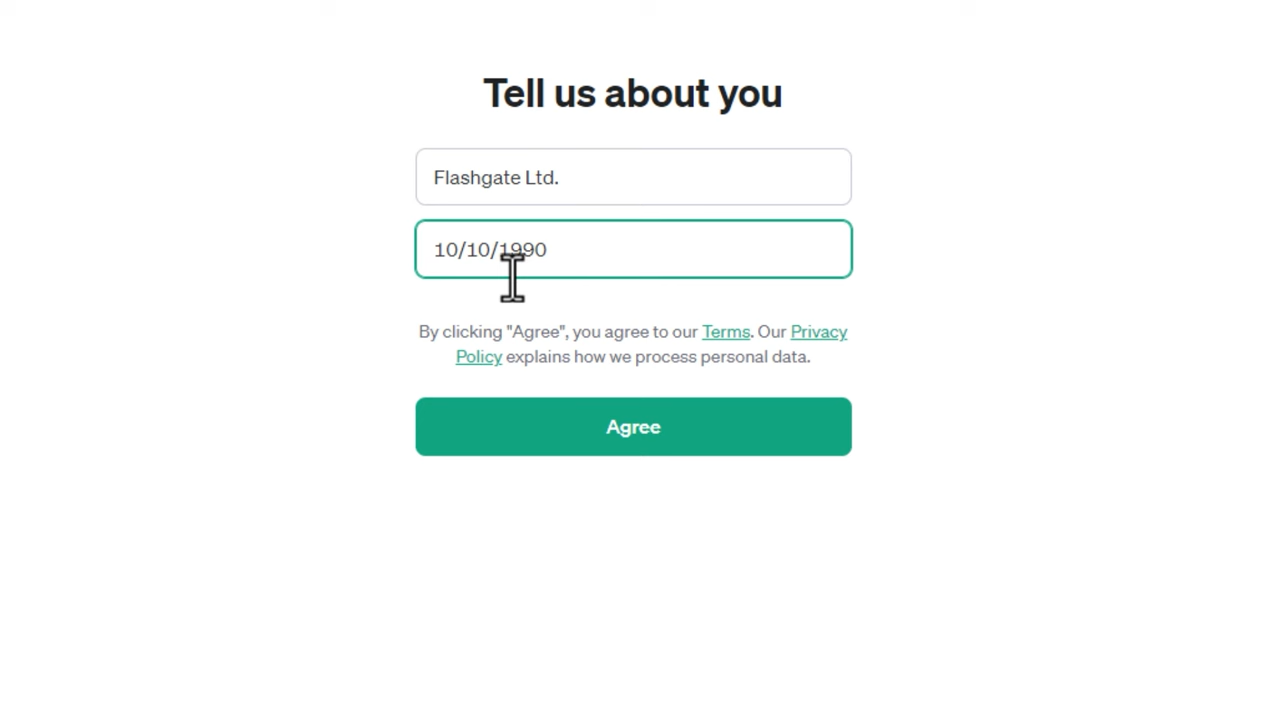 Tell us about you
Flashgate Ltd.
10/10/1990
By clicking "Agree", you agree to our Terms. Our Privacy
Policy explains how we process personal data.
Agree